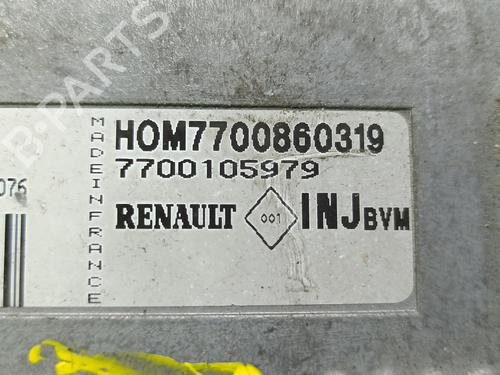 HOM7700860319
7700105979
RENAULT 001 INJ BVM
MADE IN FRANCE
076
B-PARTS